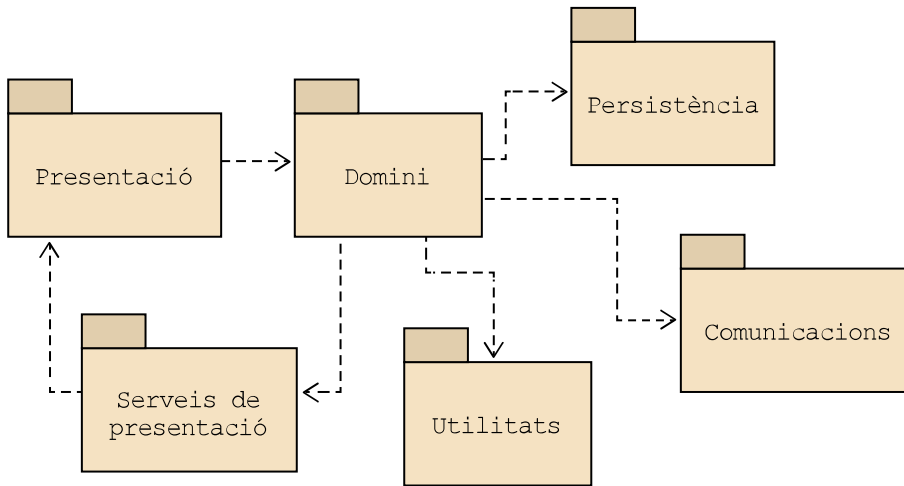 Persistència
Presentació
Domini
Comunicacions
Serveis de
presentació
Utilitats